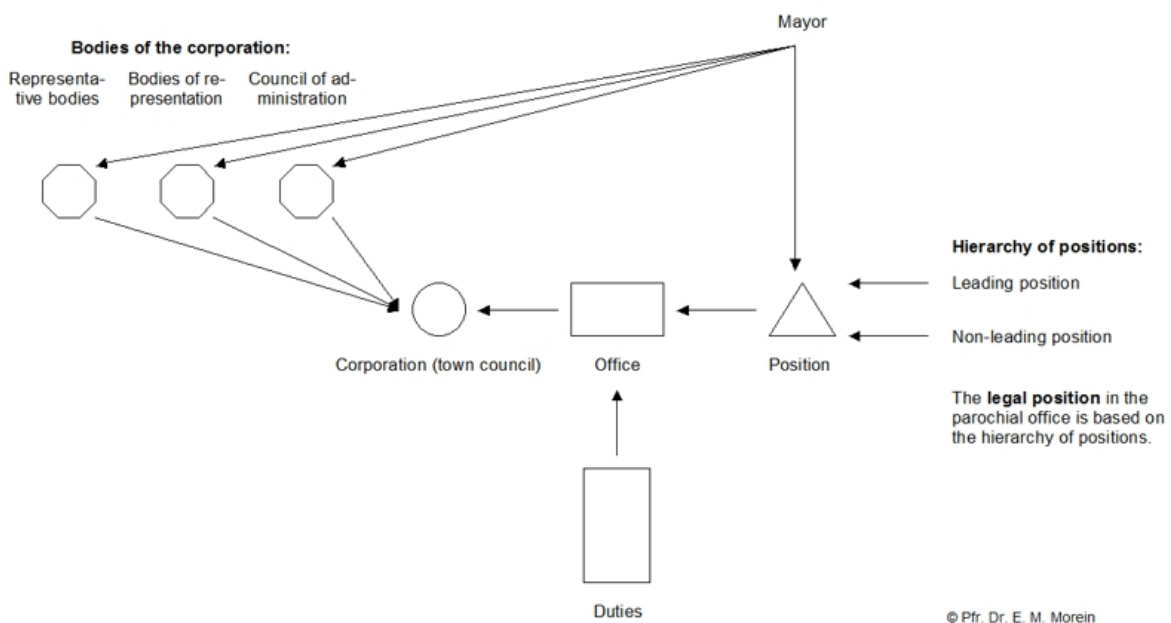 Mayor
Bodies of the corporation:
Representa-
tive bodies
Bodies of re-
presentation
Council of ad-
ministration
Hierarchy of positions:
Leading position
Non-leading position
Corporation (town council)
Office
Position
The legal position in the
parochial office is based on
the hierarchy of positions.
Duties
© Pfr. Dr. E. M. Morein